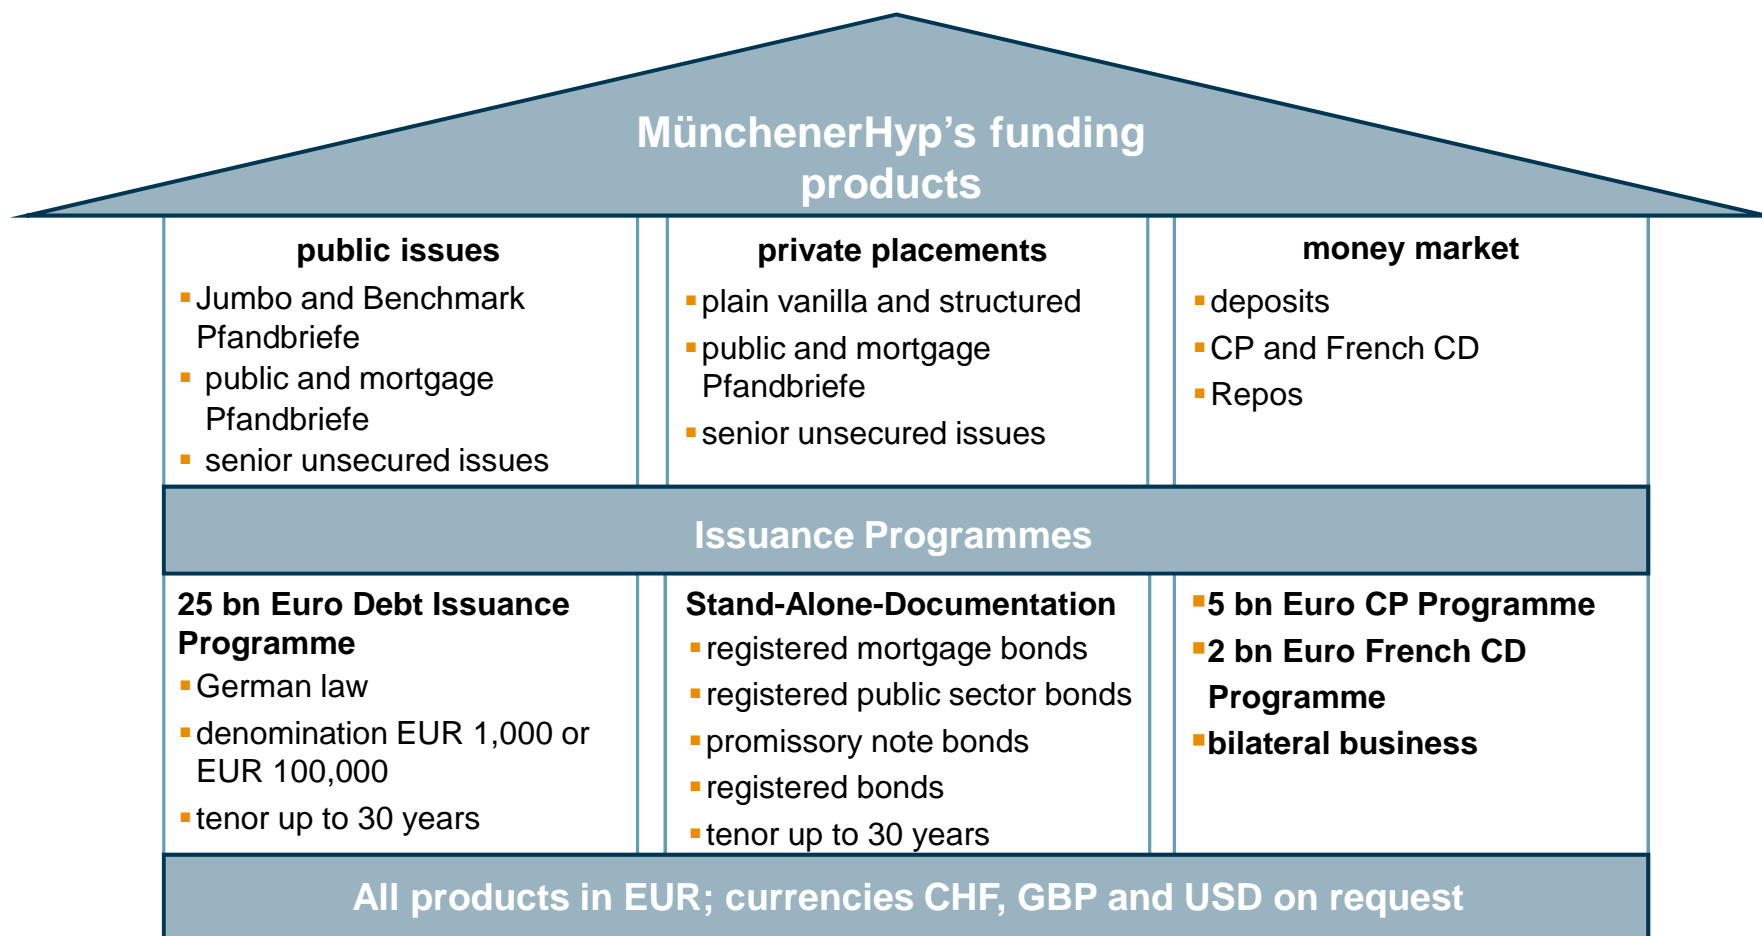 MünchenerHyp’s funding
products
public issues
Jumbo and Benchmark
Pfandbriefe
public and mortgage
Pfandbriefe
senior unsecured issues
private placements
plain vanilla and structured
public and mortgage
Pfandbriefe
senior unsecured issues
money market
deposits
CP and French CD
Repos
Issuance Programmes
25 bn Euro Debt Issuance
Programme
German law
denomination EUR 1,000 or
EUR 100,000
tenor up to 30 years
Stand-Alone-Documentation
registered mortgage bonds
registered public sector bonds
promissory note bonds
registered bonds
tenor up to 30 years
5 bn Euro CP Programme
2 bn Euro French CD
Programme
bilateral business
All products in EUR; currencies CHF, GBP and USD on request